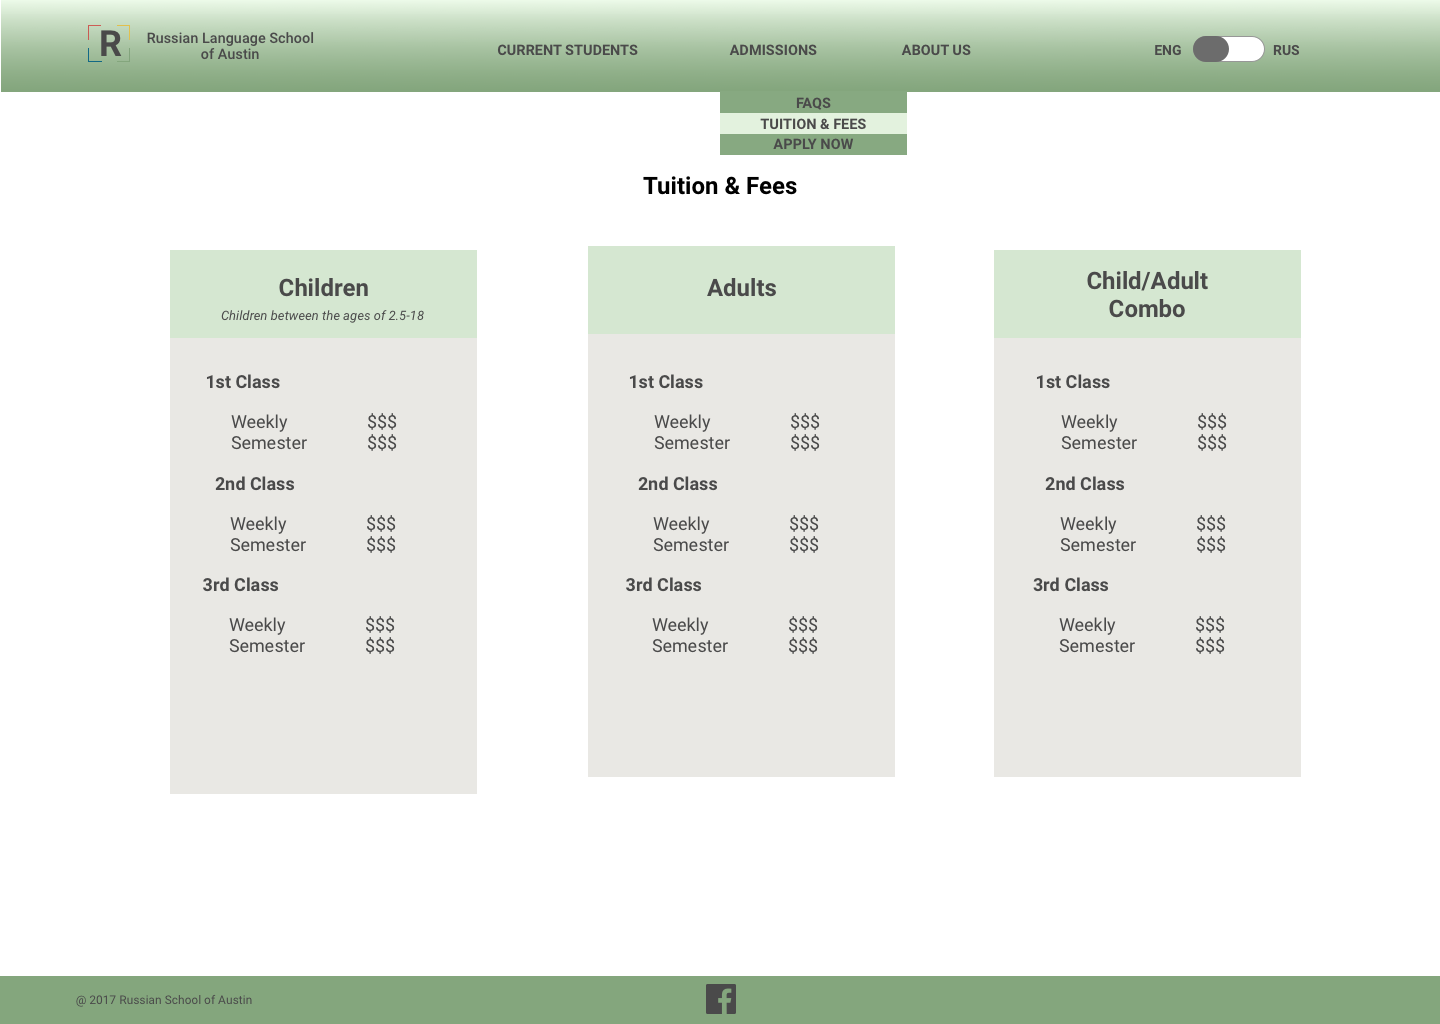 R
Russian Language School
of Austin
CURRENT STUDENTS
ADMISSIONS
ABOUT US
ENG
RUS
FAQS
TUITION & FEES
APPLY NOW
Tuition & Fees
Children
Children between the ages of 2.5-18
1st Class
Weekly $$$
Semester $$$
2nd Class
Weekly $$$
Semester $$$
3rd Class
Weekly $$$
Semester $$$
Adults
1st Class
Weekly $$$
Semester $$$
2nd Class
Weekly $$$
Semester $$$
3rd Class
Weekly $$$
Semester $$$
Child/Adult
Combo
1st Class
Weekly $$$
Semester $$$
2nd Class
Weekly $$$
Semester $$$
3rd Class
Weekly $$$
Semester $$$
@ 2017 Russian School of Austin